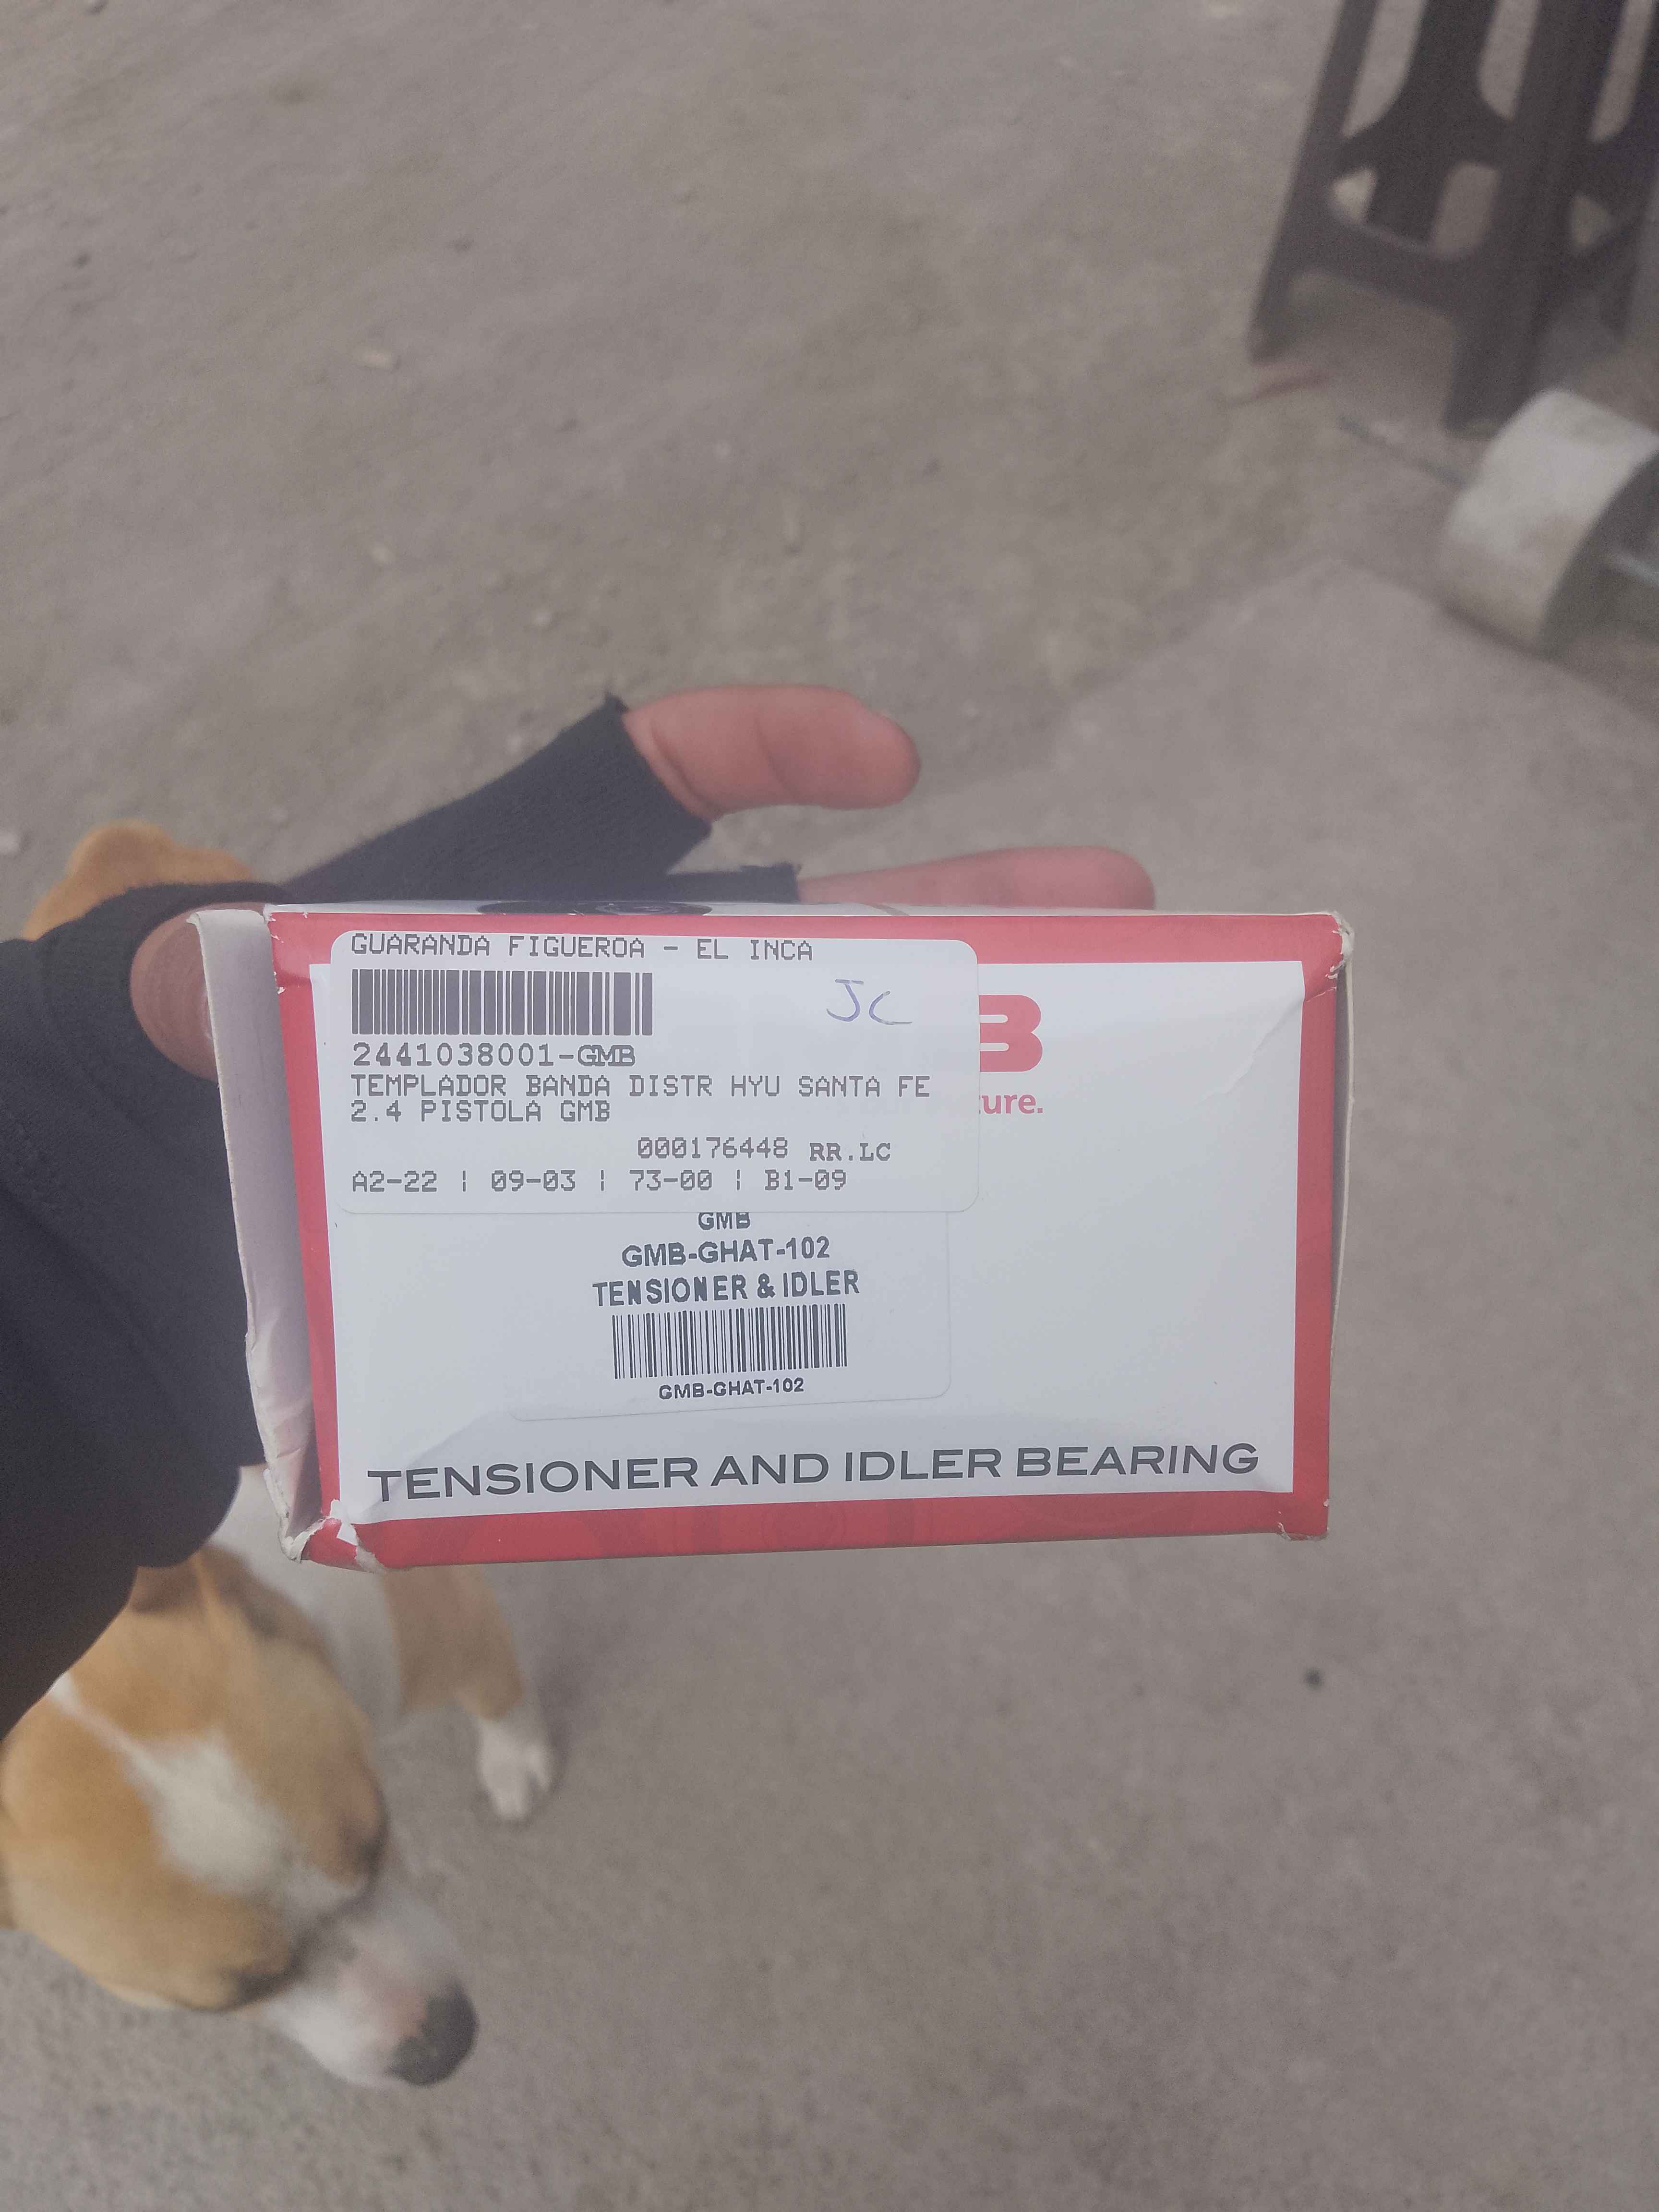 GUARANDA FIGUEROA - EL INCA
JC
2441038001-GMB
TEMPLADOR BANDA DISTR HYU SANTA FE
2.4 PISTOLA GMB
000176448 RR.LC
A2-22 | 09-03 | 73-00 | B1-09
B
ure.
GMB
GMB-GHAT-102
TENSIONER & IDLER
GMB-GHAT-102
TENSIONER AND IDLER BEARING